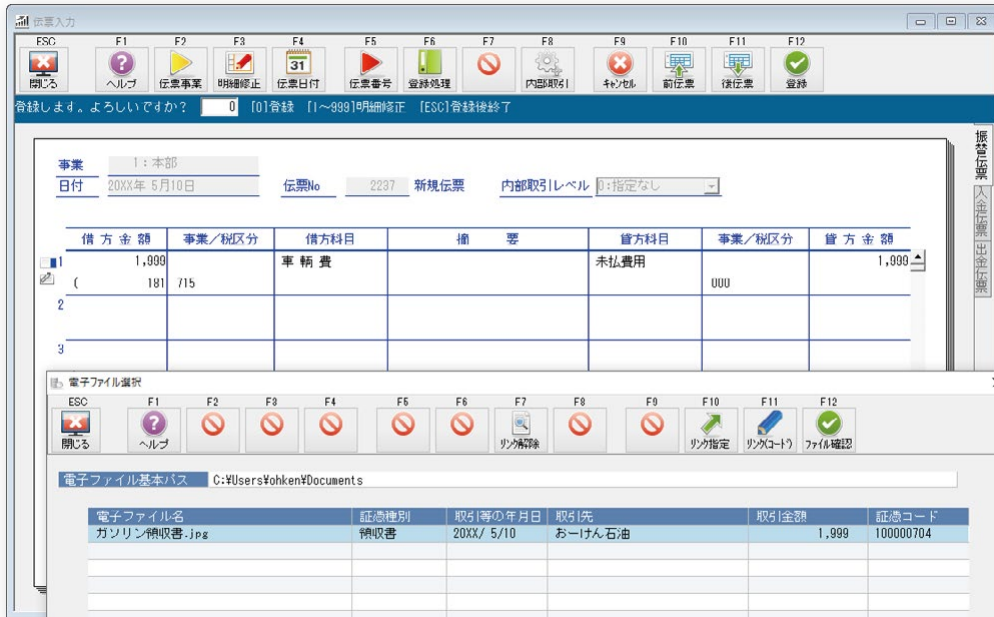 伝票入力
ESC F1 F2 F3 F4 F5 F6 F7 F8 F9 F10 F11 F12
閉じる ヘルプ 伝票事業 明細修正 伝票日付 伝票番号 登録処理 内部取引 キャンセル 前伝票 後伝票 登録
登録します。よろしいですか? 0 [0]登録 [1～999]明細修正 [ESC]登録後終了
振替伝票
入金伝票
出金伝票
事業 1:本部
日付 20XX年 5月10日 伝票No 2237 新規伝票 内部取引レベル 0:指定なし
借方金額 事業/税区分 借方科目 摘要 貸方科目 事業/税区分 貸方金額
1 1,999 車輌費 未払費用 1,999
( 181 715 000
2
3
電子ファイル選択
ESC F1 F2 F3 F4 F5 F6 F7 F8 F9 F10 F11 F12
閉じる ヘルプ リンク解除 リンク指定 リンク(コード) ファイル確認
電子ファイル基本パス C:¥Users¥ohken¥Documents
電子ファイル名 証憑種別 取引等の年月日 取引先 取引金額 証憑コード
ガソリン領収書.jpg 領収書 20XX/ 5/10 おーけん石油 1,999 100000704